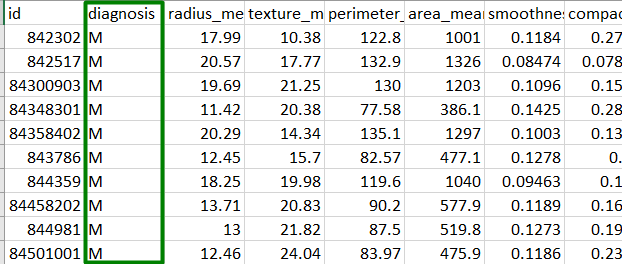 id diagnosis radius_me texture_m perimeter_ area_mear smoothnes compac
842302 M 17.99 10.38 122.8 1001 0.1184 0.27
842517 M 20.57 17.77 132.9 1326 0.08474 0.078
84300903 M 19.69 21.25 130 1203 0.1096 0.15
84348301 M 11.42 20.38 77.58 386.1 0.1425 0.28
84358402 M 20.29 14.34 135.1 1297 0.1003 0.13
843786 M 12.45 15.7 82.57 477.1 0.1278 0.
844359 M 18.25 19.98 119.6 1040 0.09463 0.1
84458202 M 13.71 20.83 90.2 577.9 0.1189 0.16
844981 M 13 21.82 87.5 519.8 0.1273 0.19
84501001 M 12.46 24.04 83.97 475.9 0.1186 0.23